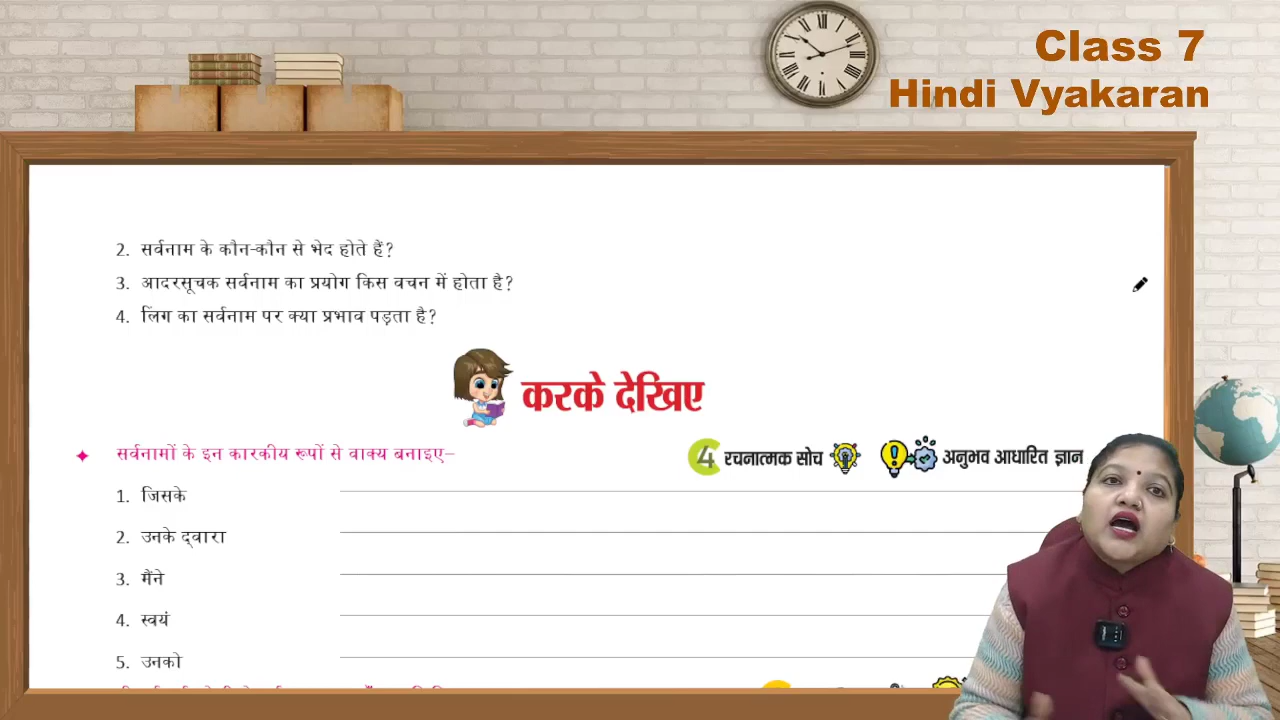 Class 7
Hindi Vyakaran
2. सर्वनाम के कौन-कौन से भेद होते हैं?
3. आदरसूचक सर्वनाम का प्रयोग किस वचन में होता है?
4. लिंग का सर्वनाम पर क्या प्रभाव पड़ता है?
करके देखिए
सर्वनामों के इन कारकीय रूपों से वाक्य बनाइए–
4 रचनात्मक सोच
अनुभव आधारित ज्ञान
1. जिसके
2. उनके द्वारा
3. मैंने
4. स्वयं
5. उनको